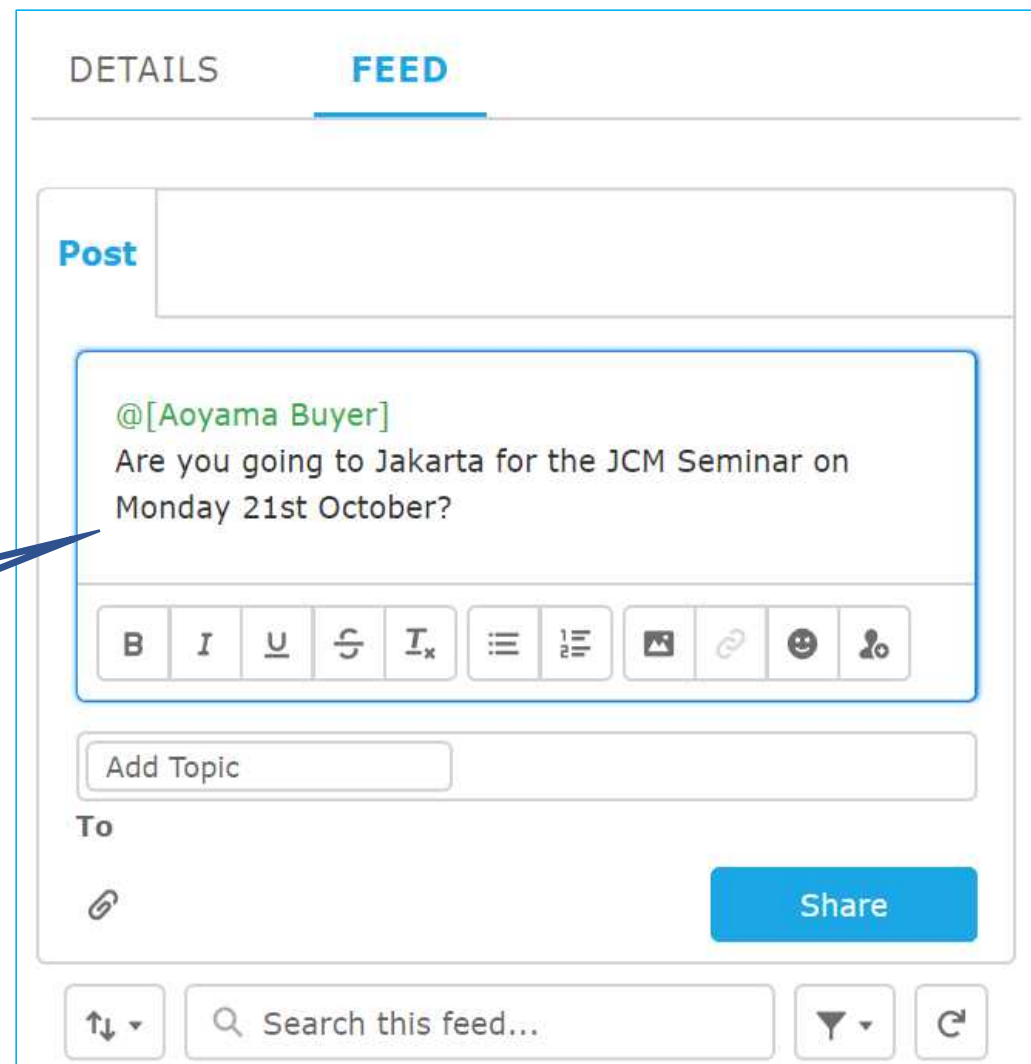 DETAILS FEED
Post
@[Aoyama Buyer]
Are you going to Jakarta for the JCM Seminar on
Monday 21st October?
B I U S Tx
Add Topic
To
Share
Search this feed...